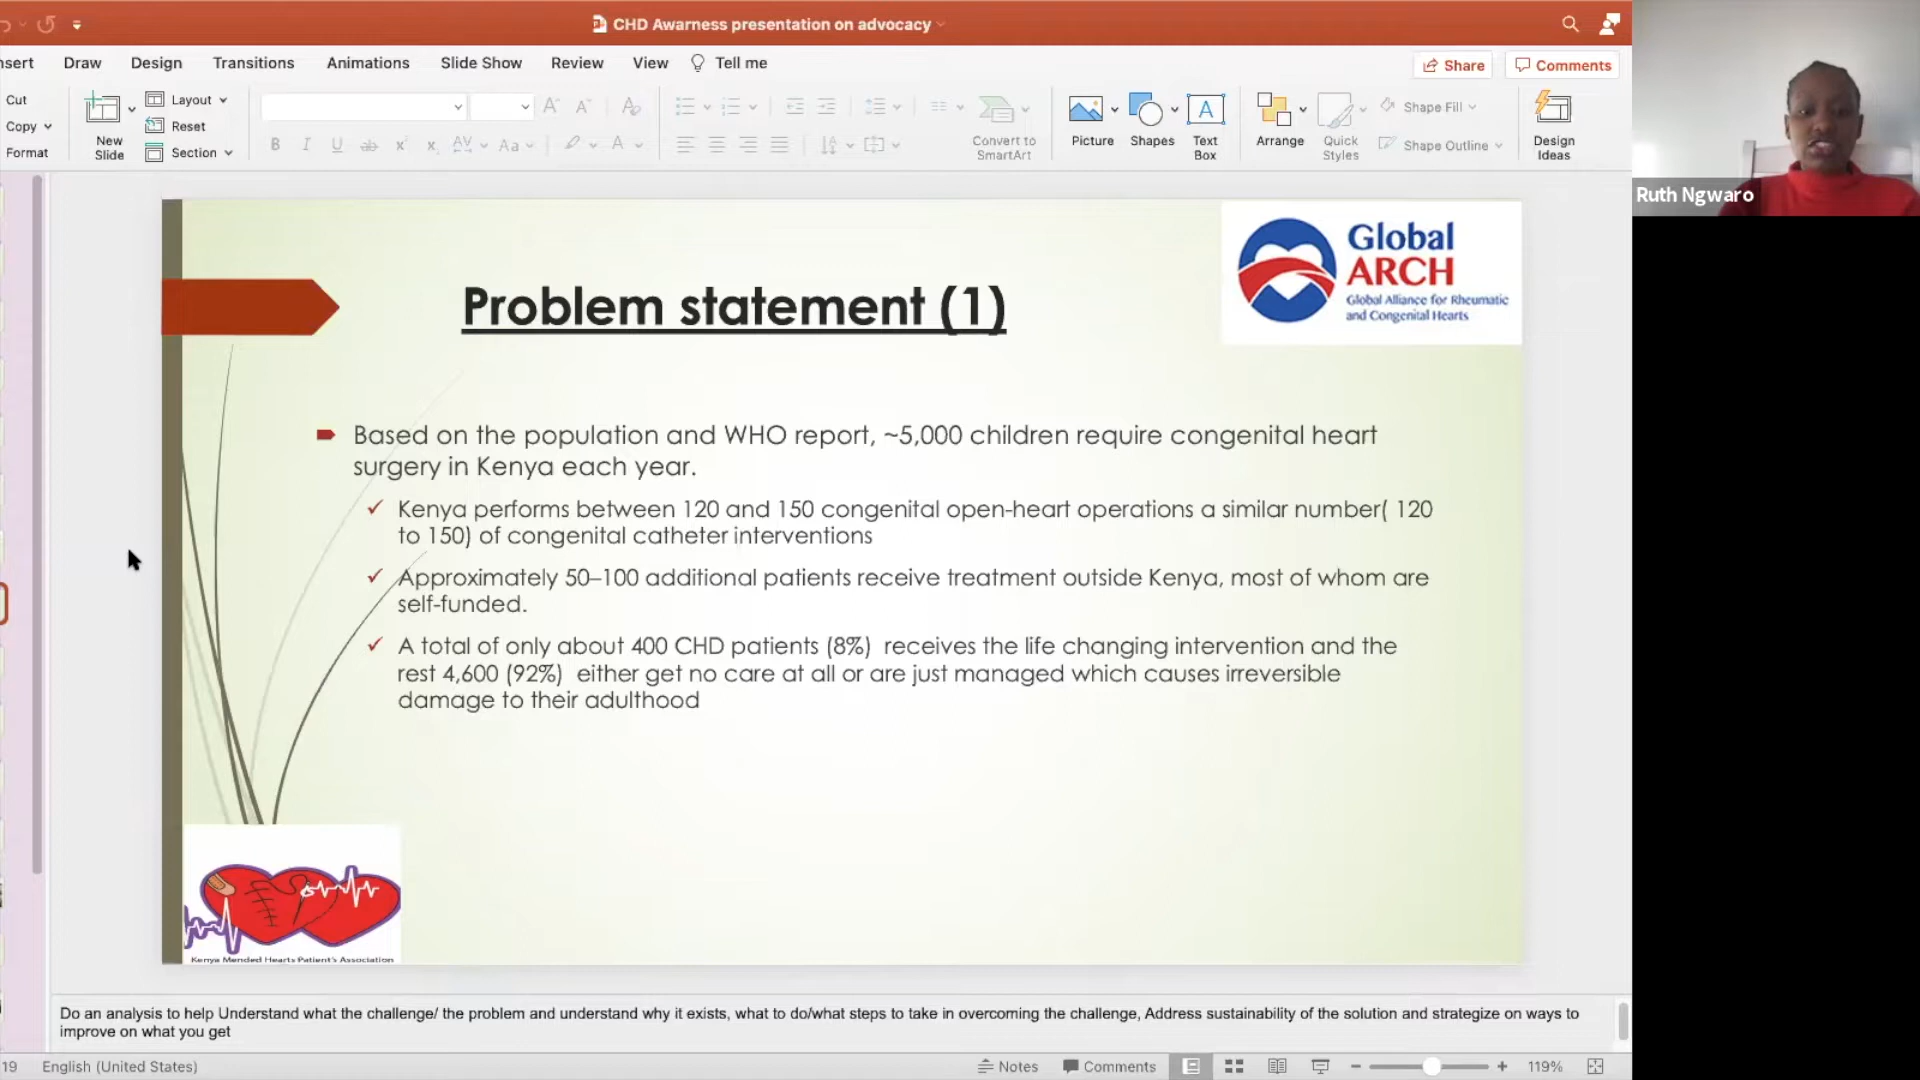 CHD Awarness presentation on advocacy
nsert Draw Design Transitions Animations Slide Show Review View Tell me Share Comments
Cut
Copy
Format
New
Slide
Layout
Reset
Section
Convert to
SmartArt
Picture
Shapes
Text
Box
Arrange
Quick
Styles
Shape Fill
Shape Outline
Design
Ideas
Ruth Ngwaro
Problem statement (1)
Global
ARCH
Global Alliance for Rheumatic
and Congenital Hearts
Based on the population and WHO report, ~5,000 children require congenital heart
surgery in Kenya each year.
Kenya performs between 120 and 150 congenital open-heart operations a similar number( 120
to 150) of congenital catheter interventions
Approximately 50–100 additional patients receive treatment outside Kenya, most of whom are
self-funded.
A total of only about 400 CHD patients (8%) receives the life changing intervention and the
rest 4,600 (92%) either get no care at all or are just managed which causes irreversible
damage to their adulthood
Kenya Mended Hearts Patient's Association
Do an analysis to help Understand what the challenge/ the problem and understand why it exists, what to do/what steps to take in overcoming the challenge, Address sustainability of the solution and strategize on ways to
improve on what you get
19 English (United States) Notes Comments 119%